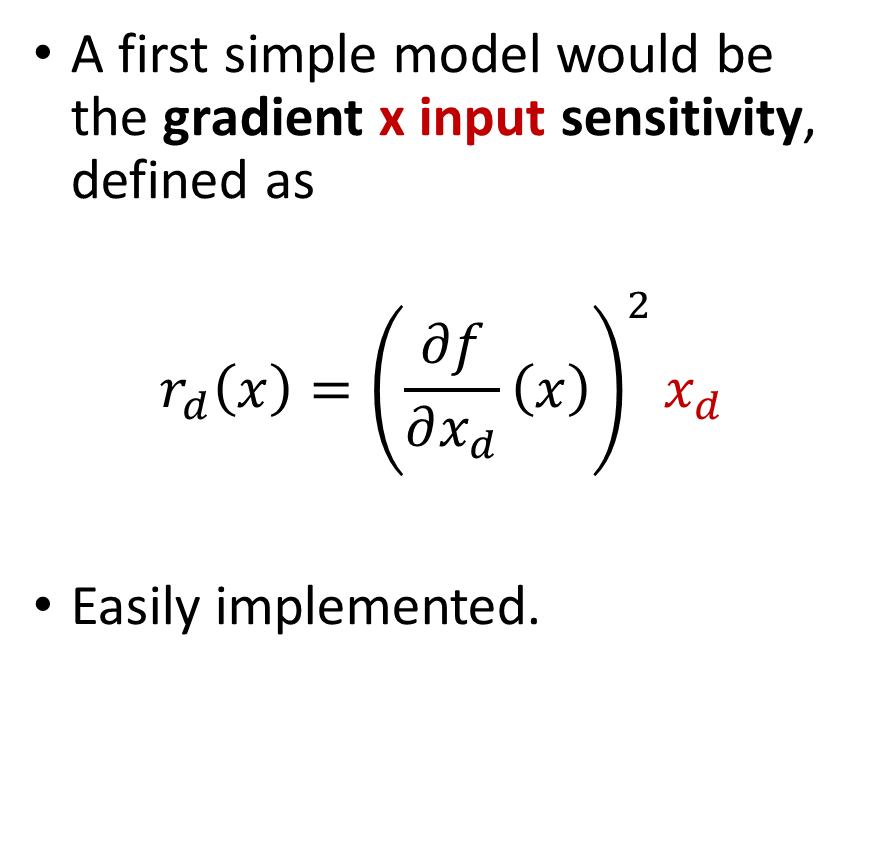 • A first simple model would be
the gradient x input sensitivity,
defined as
r_d(x) = (∂f/∂x_d (x))² x_d
• Easily implemented.